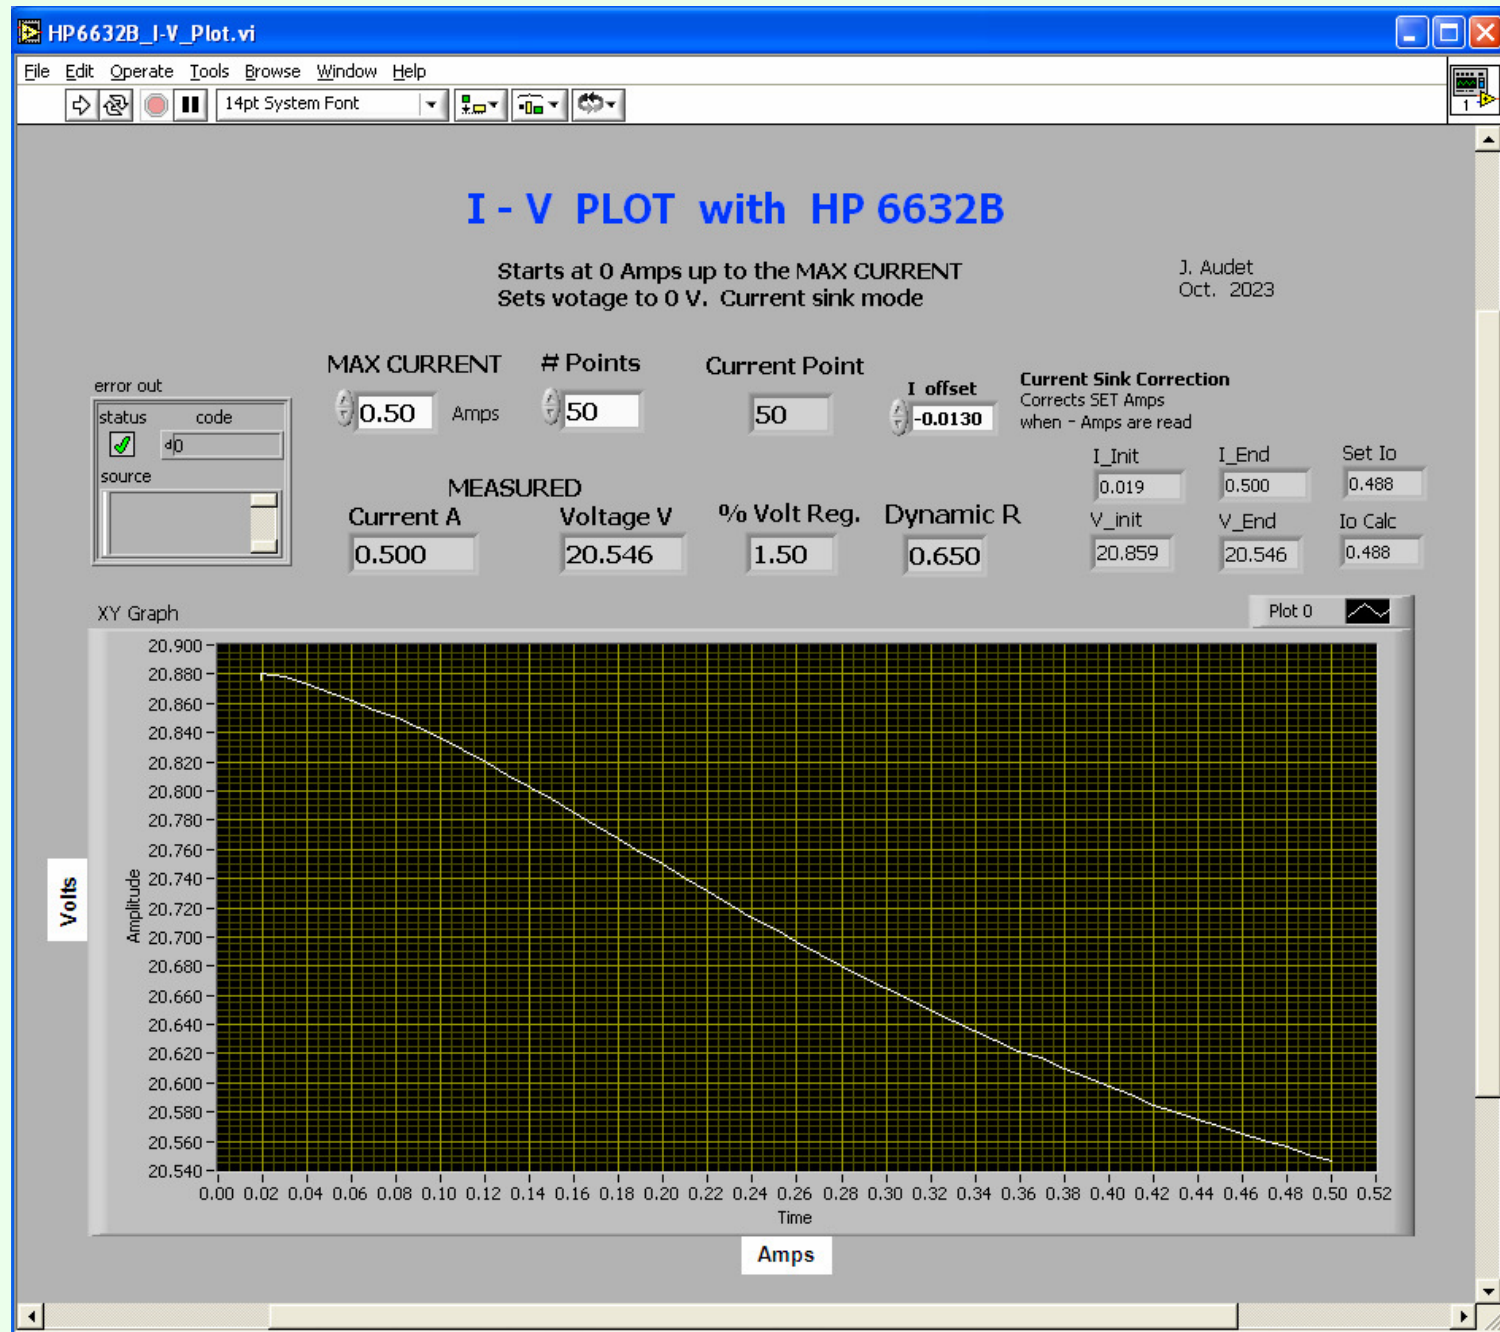 HP6632B_I-V_Plot.vi
File Edit Operate Tools Browse Window Help
14pt System Font
1
I - V PLOT with HP 6632B
Starts at 0 Amps up to the MAX CURRENT
Sets votage to 0 V. Current sink mode
J. Audet
Oct. 2023
MAX CURRENT
0.50 Amps
# Points
50
Current Point
50
I offset
-0.0130
Current Sink Correction
Corrects SET Amps
when - Amps are read
error out
status code
d0
source
MEASURED
Current A
0.500
Voltage V
20.546
% Volt Reg.
1.50
Dynamic R
0.650
I_Init
0.019
I_End
0.500
Set Io
0.488
V_init
20.859
V_End
20.546
Io Calc
0.488
XY Graph
Plot 0
20.900
20.880
20.860
20.840
20.820
20.800
20.780
20.760
20.740
20.720
20.700
20.680
20.660
20.640
20.620
20.600
20.580
20.560
20.540
Volts
Amplitude
0.00 0.02 0.04 0.06 0.08 0.10 0.12 0.14 0.16 0.18 0.20 0.22 0.24 0.26 0.28 0.30 0.32 0.34 0.36 0.38 0.40 0.42 0.44 0.46 0.48 0.50 0.52
Time
Amps